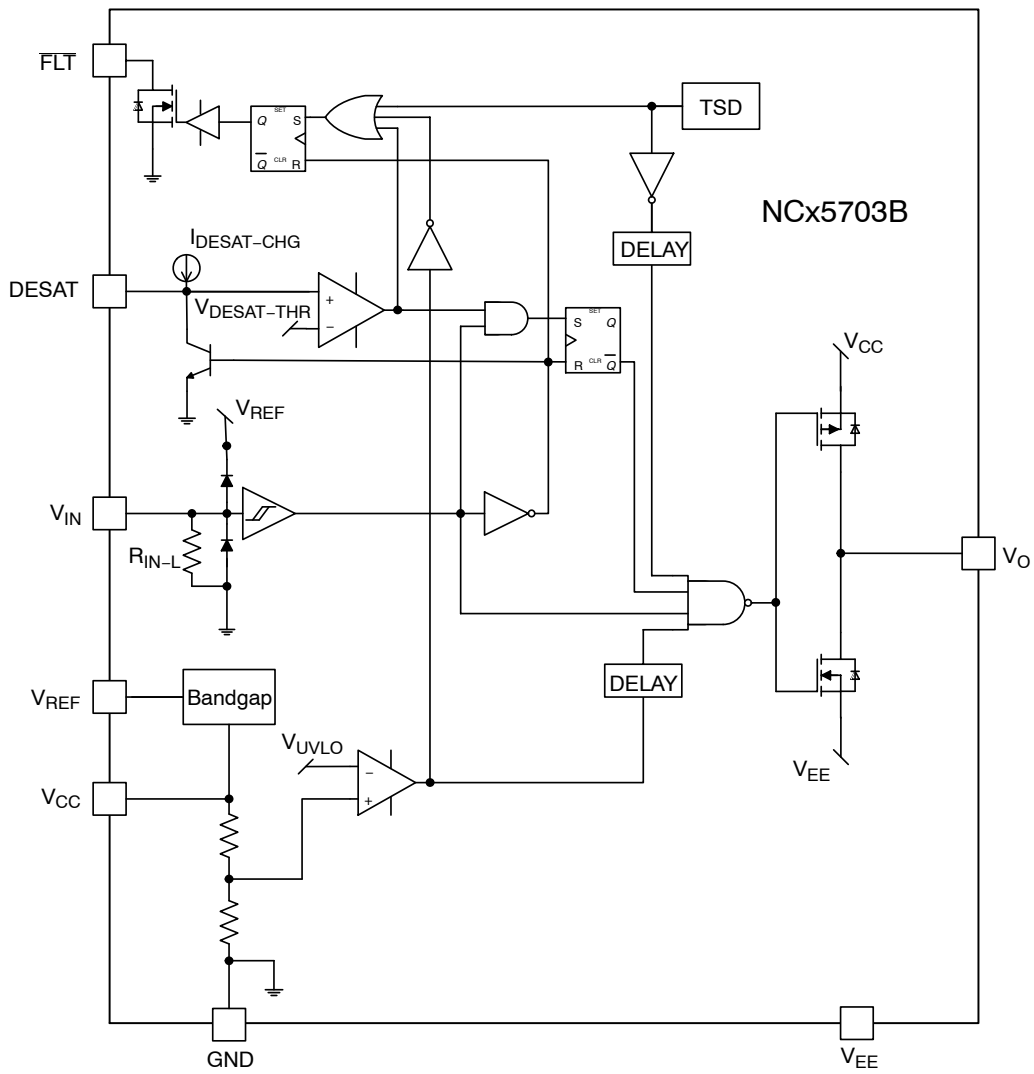 FLT
TSD
SET
Q
S
Q
CLR
R
NCx5703B
DELAY
IDESAT−CHG
DESAT
VDESAT−THR
+
−
SET
S
Q
R
CLR
Q
VCC
VREF
VIN
RIN−L
VO
DELAY
VREF
Bandgap
VUVLO
−
+
VEE
VCC
GND
VEE